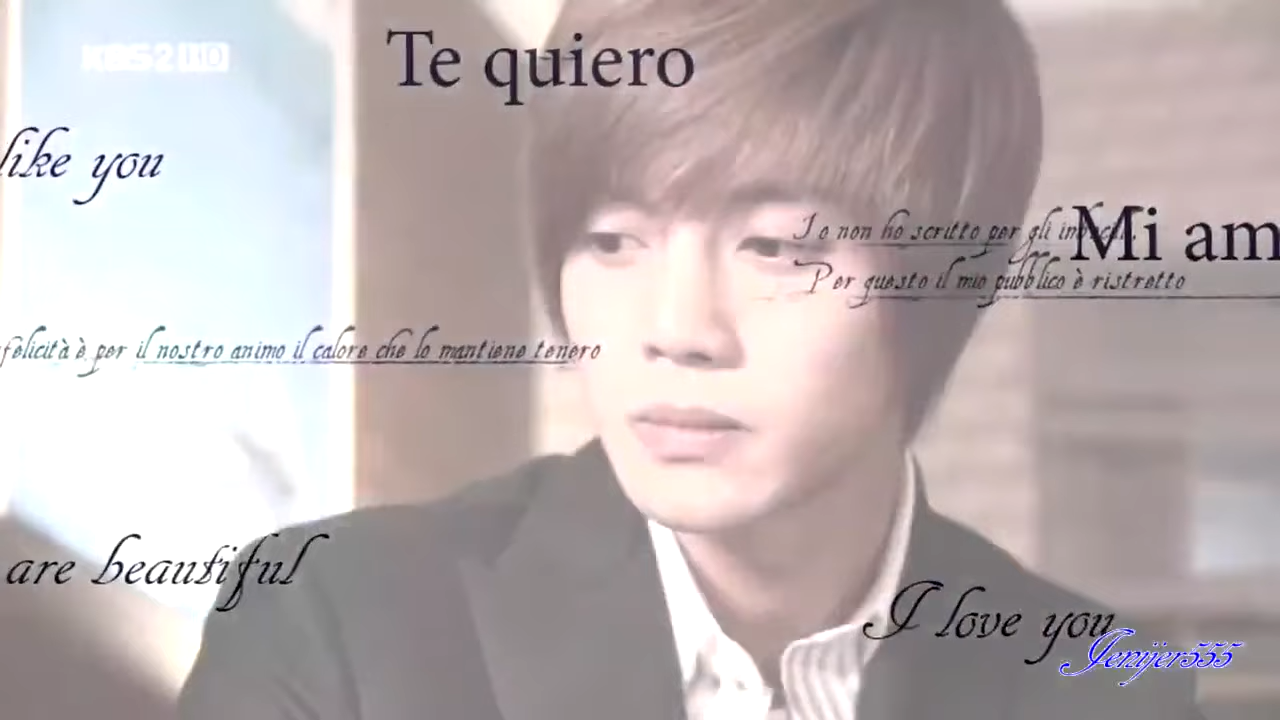 KBS2 HD
Te quiero
like you
Io non ho scritto per gli
Mi am
Per questo il mio pubblico è ristretto
felicità è per il nostro animo il calore che lo mantiene tenero
are beautiful
I love you
Jenijer555